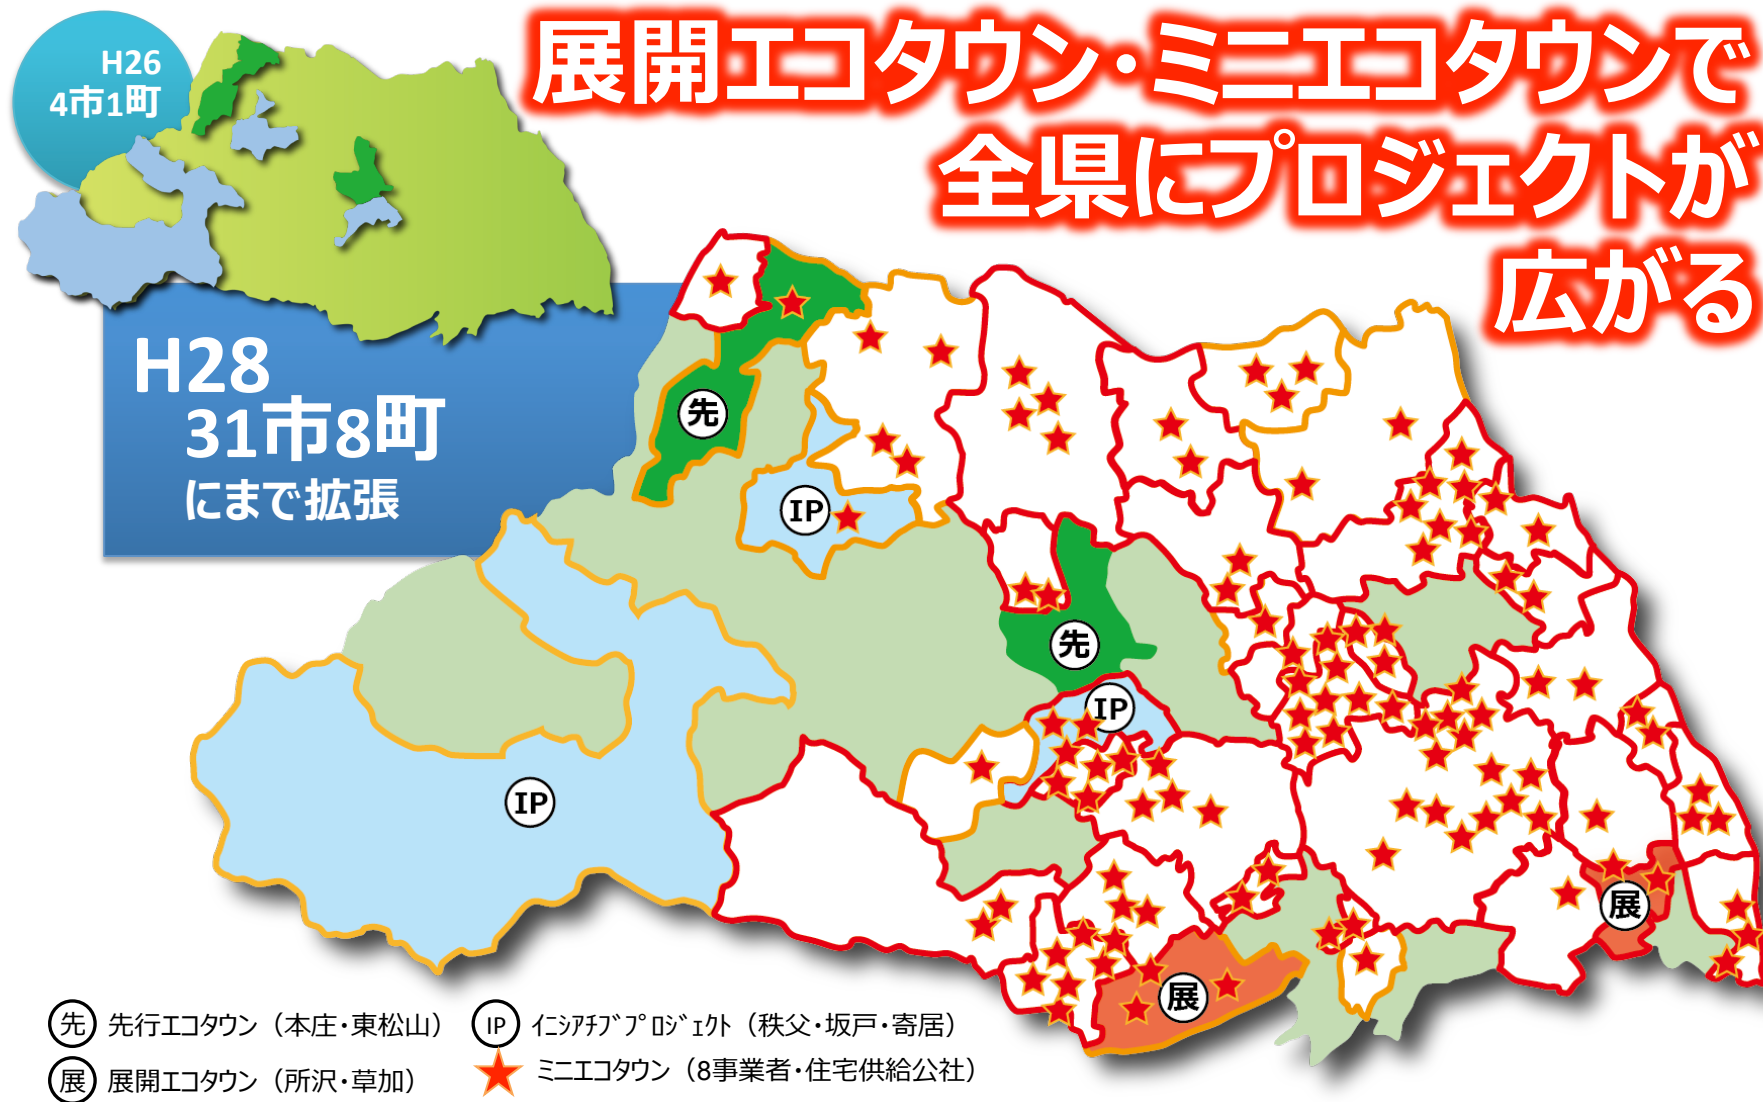 展開エコタウン・ミニエコタウンで
全県にプロジェクトが
広がる
H26
4市1町
H28
31市8町
にまで拡張
先
IP
先
IP
IP
展
展
先 先行エコタウン（本庄・東松山）
IP ｲﾆｼｱﾁﾌﾞﾌﾟﾛｼﾞｪｸﾄ（秩父・坂戸・寄居）
展 展開エコタウン（所沢・草加）
ミニエコタウン（8事業者・住宅供給公社）